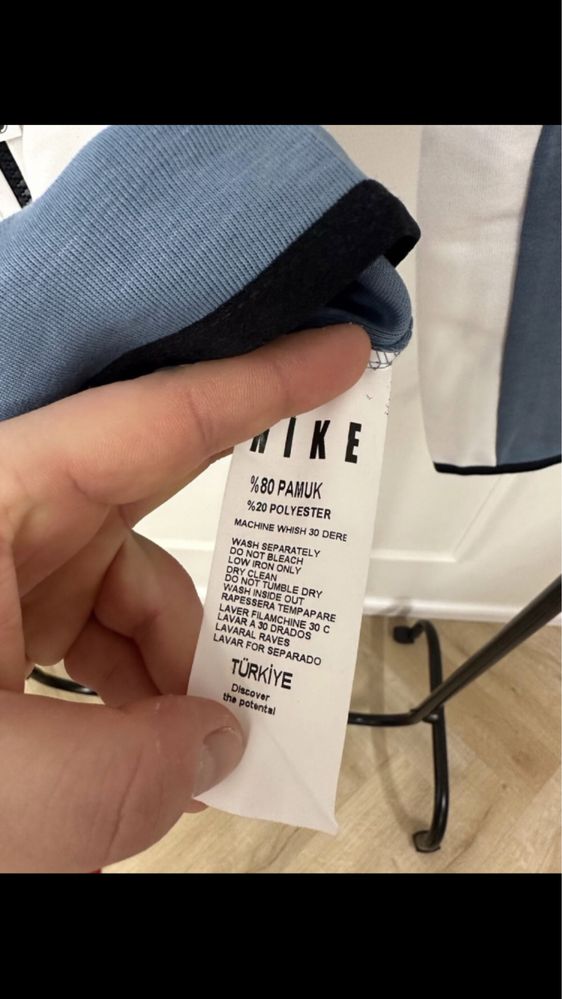 NIKE
%80 PAMUK
%20 POLYESTER
MACHINE WHISH 30 DERE
WASH SEPARATELY
DO NOT BLEACH
LOW IRON ONLY
DRY CLEAN
DO NOT TUMBLE DRY
WASH INSIDE OUT
RAPESSERA TEMPAPARE
LAVER FILAMCHINE 30 C
LAVAR A 30 DRADOS
LAVARAL RAVES
LAVAR FOR SEPARADO
TÜRKİYE
Discover
the potential